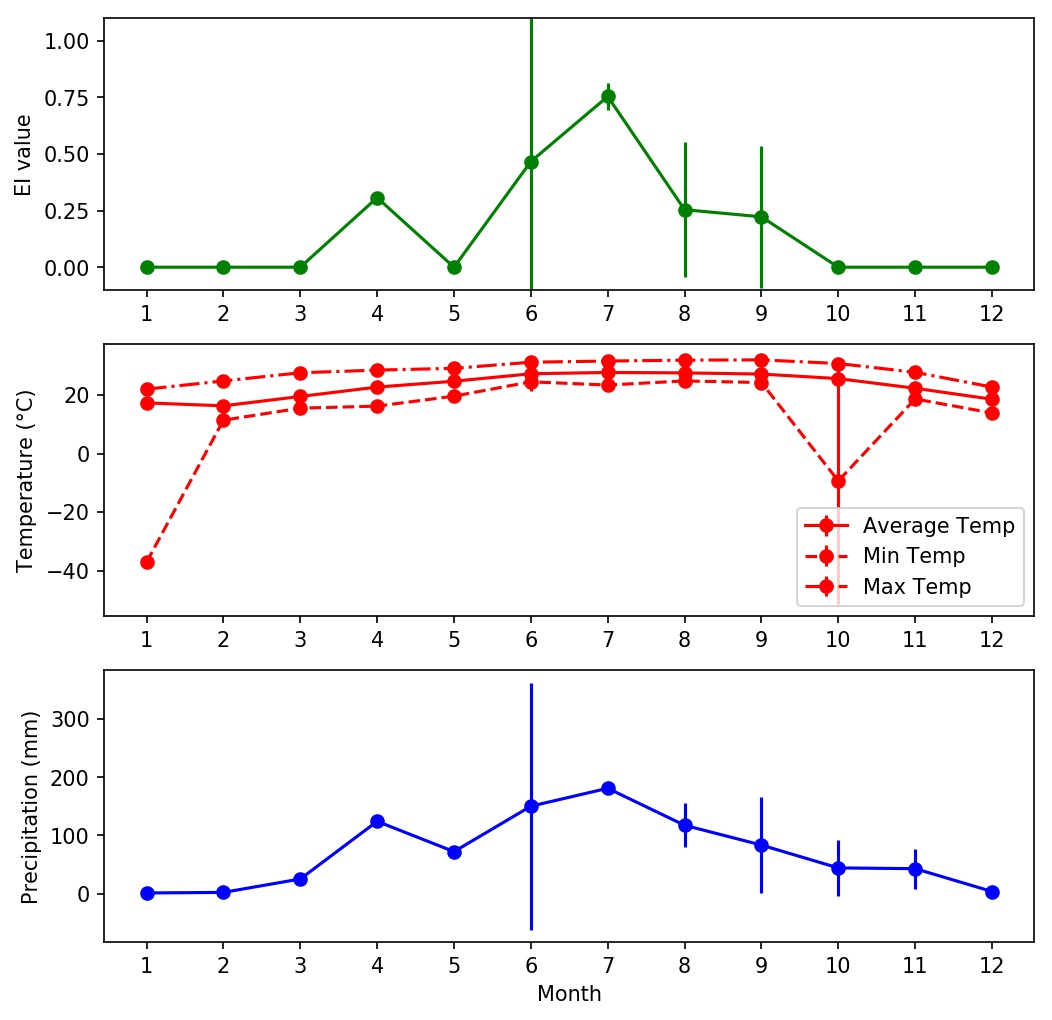 1.00
0.75
0.50
0.25
0.00
EI value
1 2 3 4 5 6 7 8 9 10 11 12
20
0
−20
−40
Temperature (°C)
Average Temp
Min Temp
Max Temp
1 2 3 4 5 6 7 8 9 10 11 12
300
200
100
0
Precipitation (mm)
1 2 3 4 5 6 7 8 9 10 11 12
Month